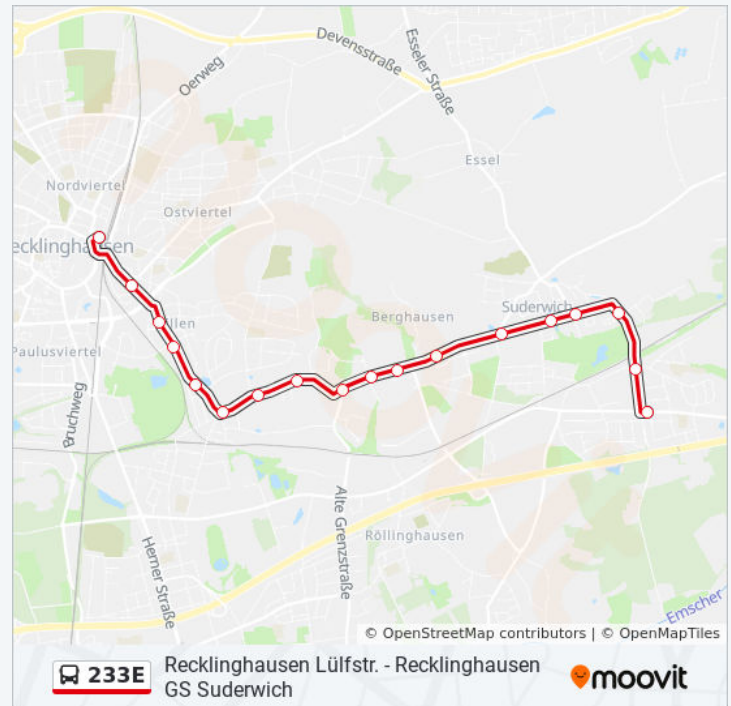 Devensstraße
Esseler Straße
Oerweg
Essel
Nordviertel
Ostviertel
ecklinghausen
Suderwich
Berghausen
llen
Paulusviertel
Bruchweg
Alte Grenzstraße
Röllinghausen
Herner Straße
Emscher
© OpenStreetMap contributors | © OpenMapTiles
233E
Recklinghausen Lülfstr. - Recklinghausen
GS Suderwich
moovit